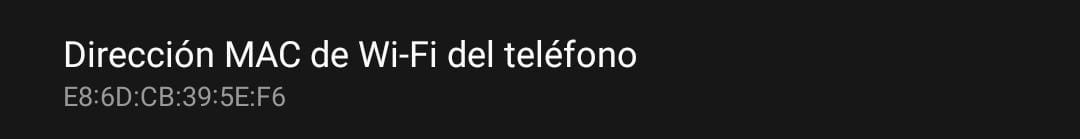 Dirección MAC de Wi-Fi del teléfono
E8:6D:CB:39:5E:F6